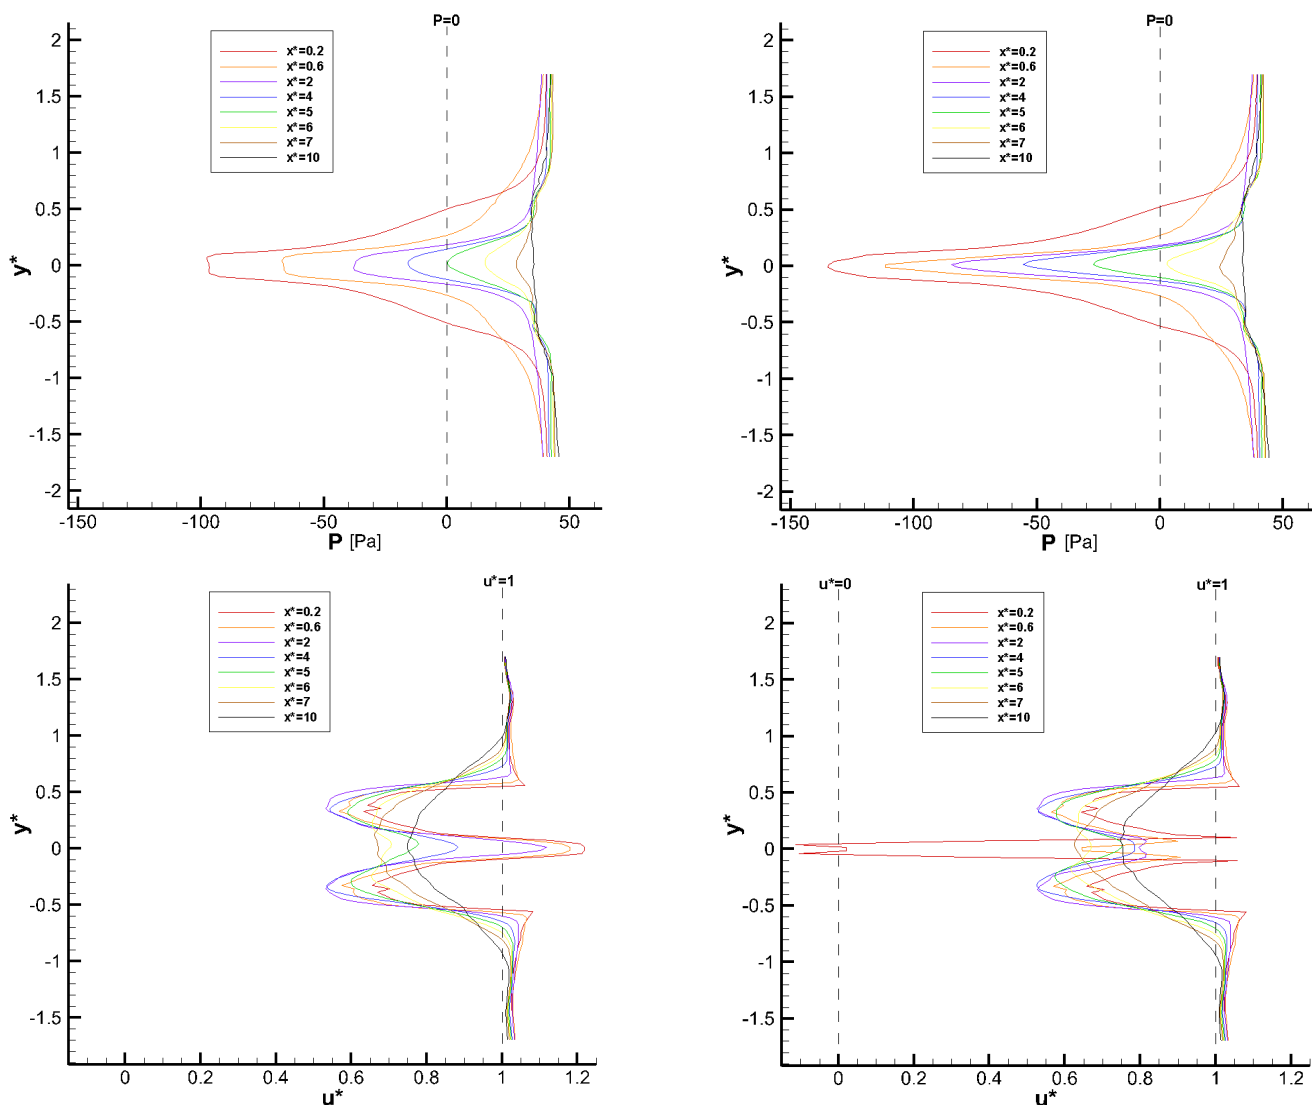 P=0
x*=0.2
x*=0.6
x*=2
x*=4
x*=5
x*=6
x*=7
x*=10
2
1.5
1
0.5
0
-0.5
-1
-1.5
-2
y*
-150 -100 -50 0 50
P [Pa]
P=0
x*=0.2
x*=0.6
x*=2
x*=4
x*=5
x*=6
x*=7
x*=10
2
1.5
1
0.5
0
-0.5
-1
-1.5
-2
y*
-150 -100 -50 0 50
P [Pa]
u*=1
x*=0.2
x*=0.6
x*=2
x*=4
x*=5
x*=6
x*=7
x*=10
2
1.5
1
0.5
0
-0.5
-1
-1.5
y*
0 0.2 0.4 0.6 0.8 1 1.2
u*
u*=0 u*=1
x*=0.2
x*=0.6
x*=2
x*=4
x*=5
x*=6
x*=7
x*=10
2
1.5
1
0.5
0
-0.5
-1
-1.5
y*
0 0.2 0.4 0.6 0.8 1 1.2
u*